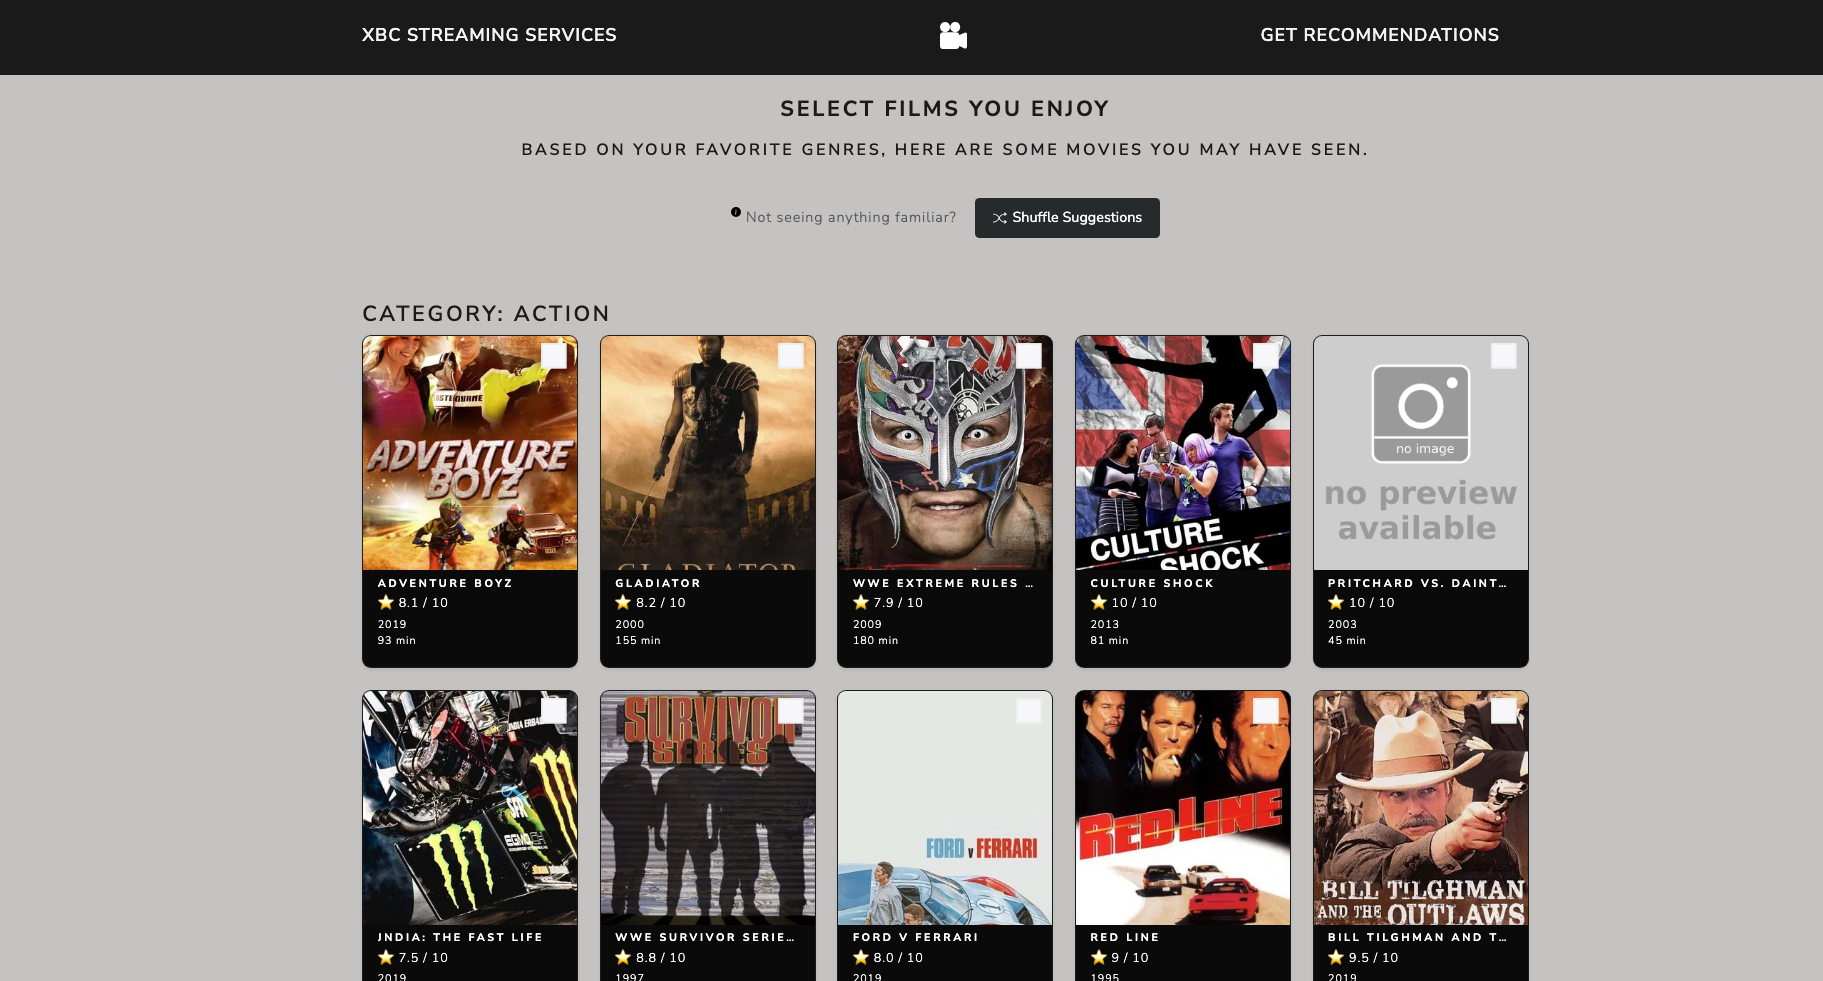 XBC STREAMING SERVICES
GET RECOMMENDATIONS
SELECT FILMS YOU ENJOY
BASED ON YOUR FAVORITE GENRES, HERE ARE SOME MOVIES YOU MAY HAVE SEEN.
Not seeing anything familiar?
Shuffle Suggestions
CATEGORY: ACTION
ADVENTURE
BOYZ
ADVENTURE BOYZ
8.1 / 10
2019
93 min
GLADIATOR
GLADIATOR
8.2 / 10
2000
155 min
WWE EXTREME RULES …
7.9 / 10
2009
180 min
CULTURE
SHOCK
CULTURE SHOCK
10 / 10
2013
81 min
no image
no preview
available
PRITCHARD VS. DAINT…
10 / 10
2003
45 min
JNDIA: THE FAST LIFE
7.5 / 10
2019
SURVIVOR
SERIES
WWE SURVIVOR SERIE…
8.8 / 10
1997
FORD v FERRARI
FORD V FERRARI
8.0 / 10
2019
RED LINE
RED LINE
9 / 10
1995
BILL TILGHMAN
AND THE OUTLAWS
BILL TILGHMAN AND T…
9.5 / 10
2019